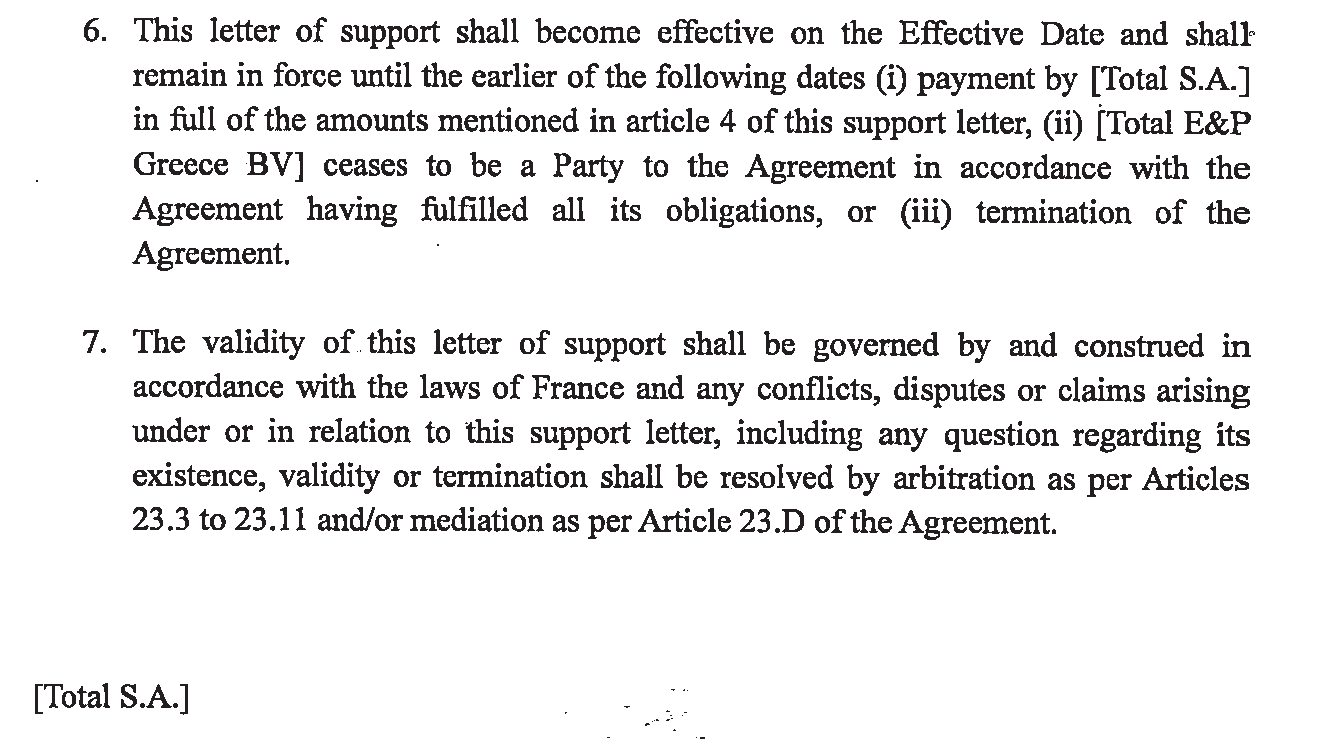 6. This letter of support shall become effective on the Effective Date and shall
remain in force until the earlier of the following dates (i) payment by [Total S.A.]
in full of the amounts mentioned in article 4 of this support letter, (ii) [Total E&P
Greece BV] ceases to be a Party to the Agreement in accordance with the
Agreement having fulfilled all its obligations, or (iii) termination of the
Agreement.
7. The validity of this letter of support shall be governed by and construed in
accordance with the laws of France and any conflicts, disputes or claims arising
under or in relation to this support letter, including any question regarding its
existence, validity or termination shall be resolved by arbitration as per Articles
23.3 to 23.11 and/or mediation as per Article 23.D of the Agreement.
[Total S.A.]